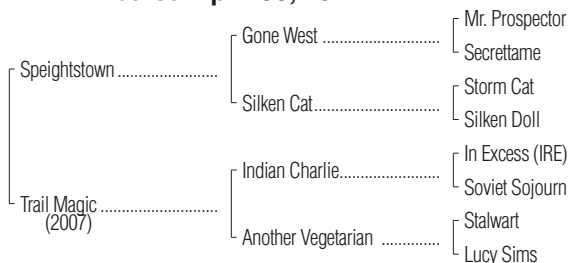 Mr. Prospector
Gone West ..............................
Secrettame
Speightstown .........................
Storm Cat
Silken Cat................................
Silken Doll
In Excess (IRE)
Indian Charlie.........................
Soviet Sojourn
Trail Magic .............................
(2007)
Stalwart
Another Vegetarian ..............
Lucy Sims